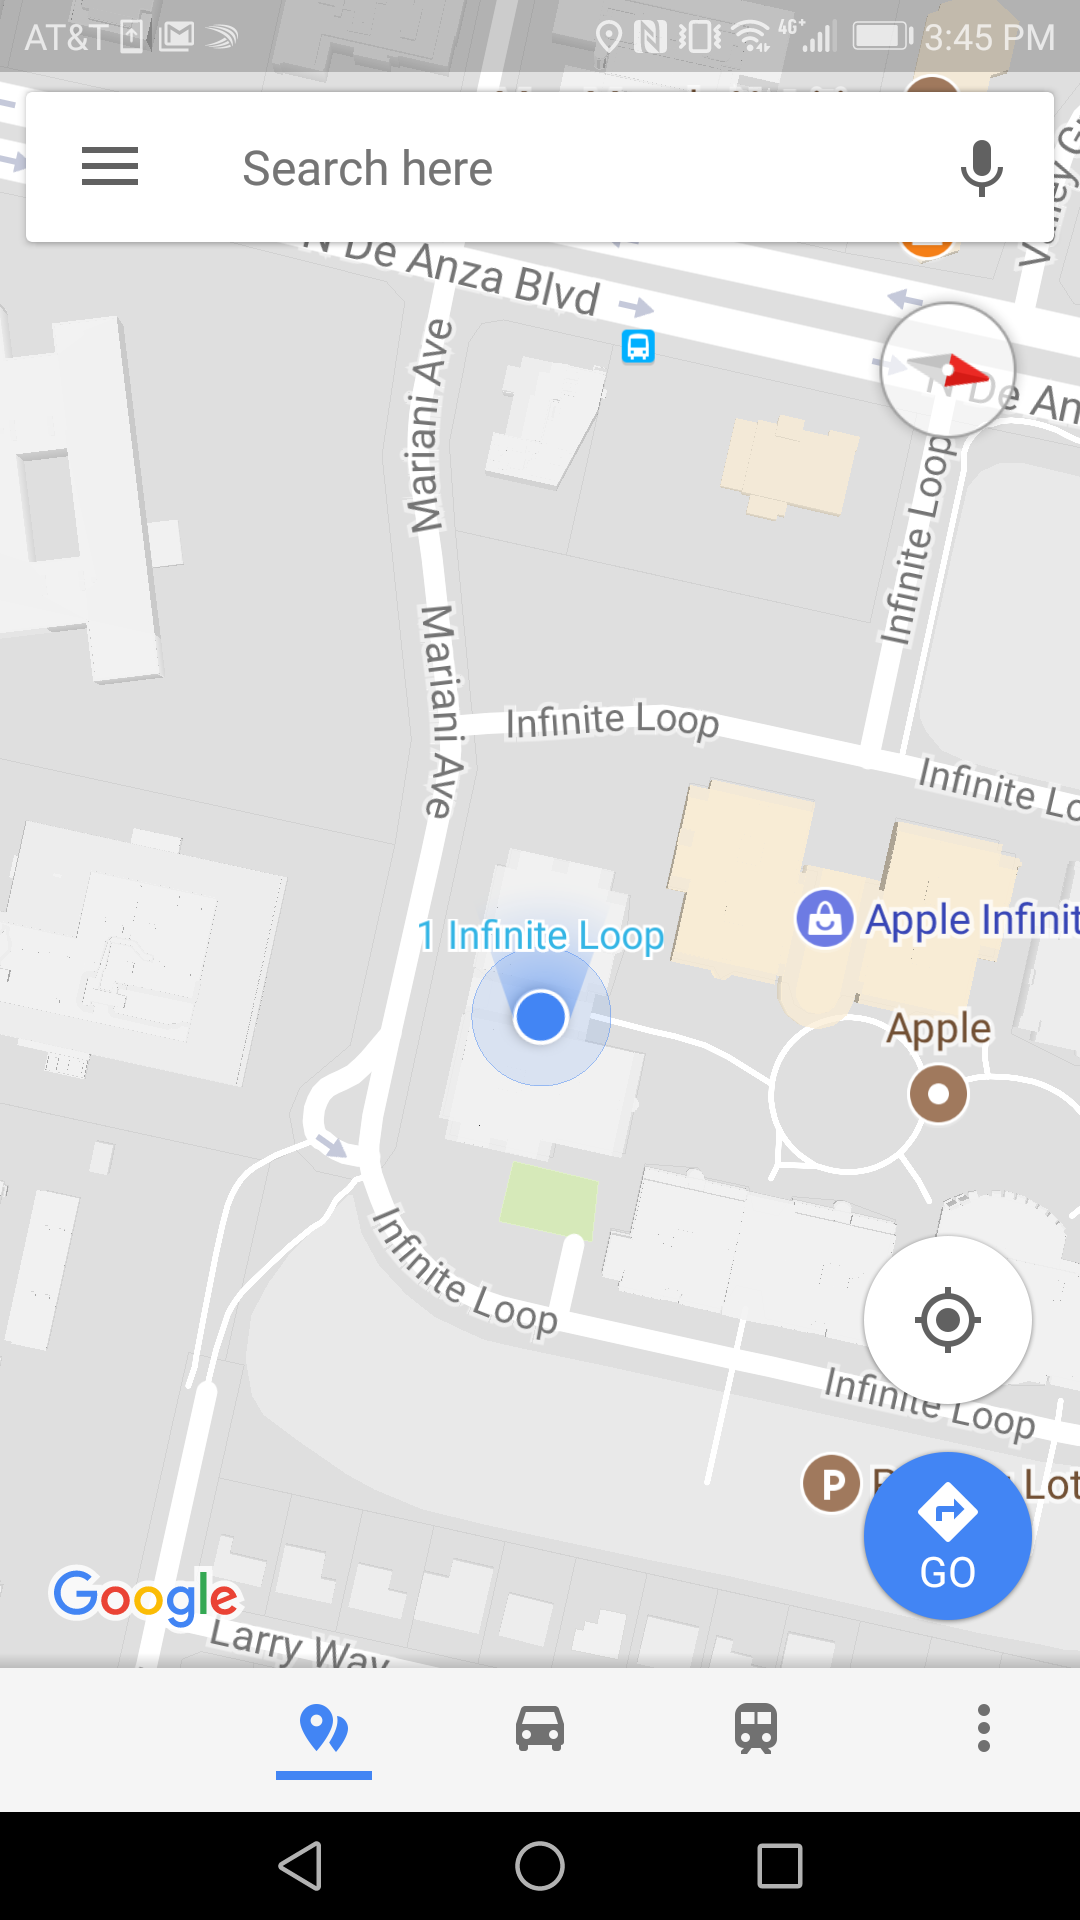 AT&T 4G+ 3:45 PM
Search here
N De Anza Blvd
Mariani Ave
N De An
Infinite Loop
Mariani Ave
Infinite Loop
Infinite Lo
1 Infinite Loop
Apple Infinit
Apple
Infinite Loop
Infinite Loop
P
Lot
GO
Google
Larry Way